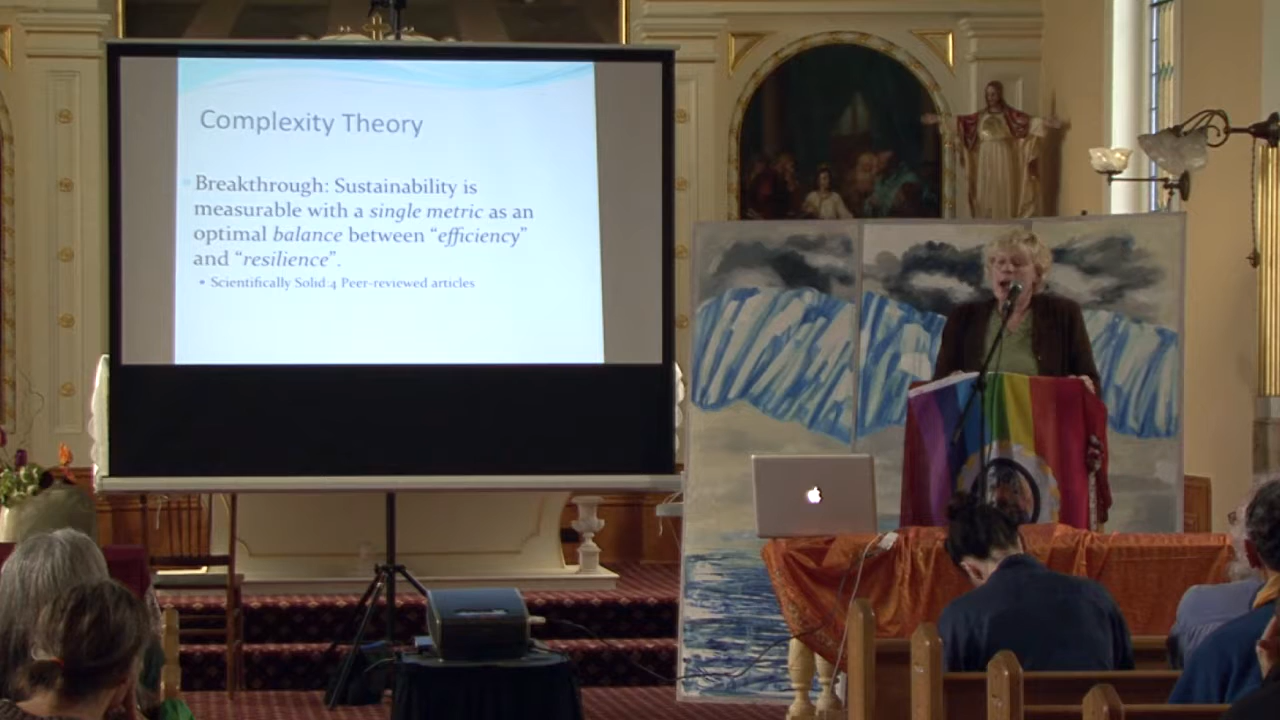 Complexity Theory
Breakthrough: Sustainability is
measurable with a single metric as an
optimal balance between “efficiency”
and “resilience”.
• Scientifically Solid:4 Peer-reviewed articles